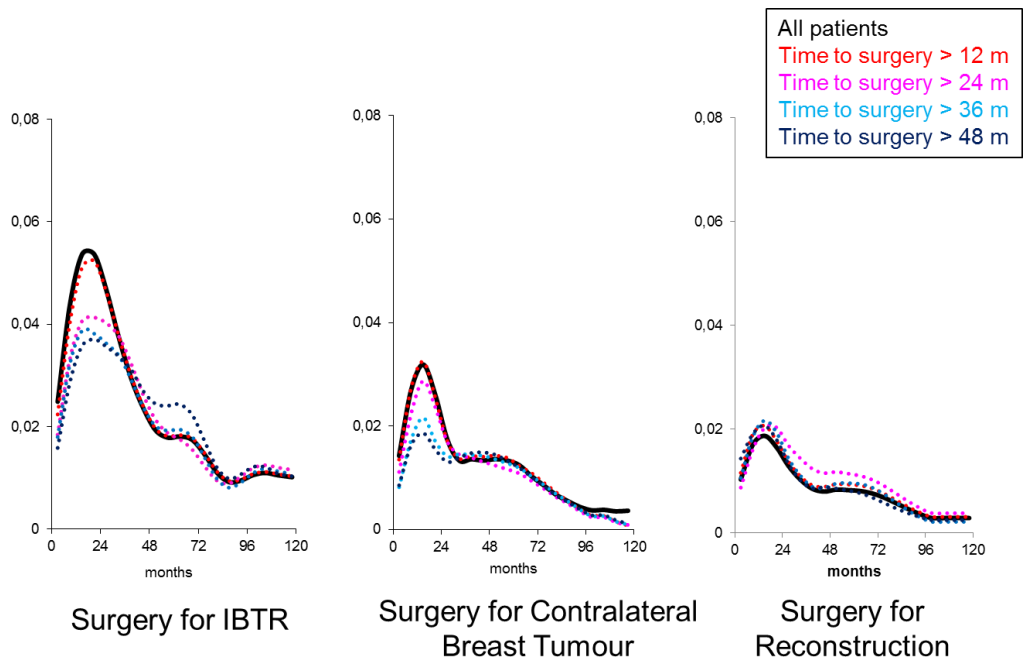 All patients
Time to surgery > 12 m
Time to surgery > 24 m
Time to surgery > 36 m
Time to surgery > 48 m
0,08
0,06
0,04
0,02
0
0 24 48 72 96 120
months
Surgery for IBTR
0,08
0,06
0,04
0,02
0
0 24 48 72 96 120
months
Surgery for Contralateral
Breast Tumour
0,08
0,06
0,04
0,02
0
0 24 48 72 96 120
months
Surgery for
Reconstruction